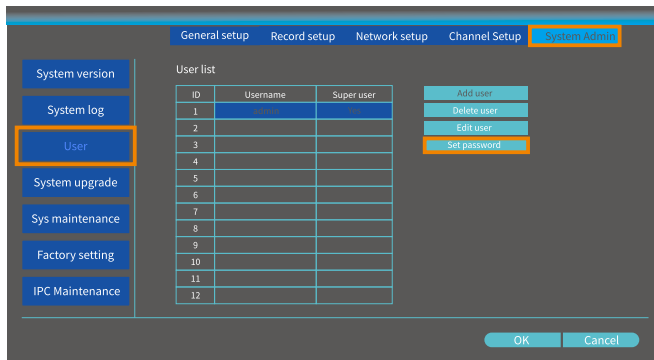 General setup Record setup Network setup Channel Setup System Admin
System version
System log
User
System upgrade
Sys maintenance
Factory setting
IPC Maintenance
User list
ID Username Super user
1
2
3
4
5
6
7
8
9
10
11
12
Add user
Delete user
Edit user
Set password
OK Cancel